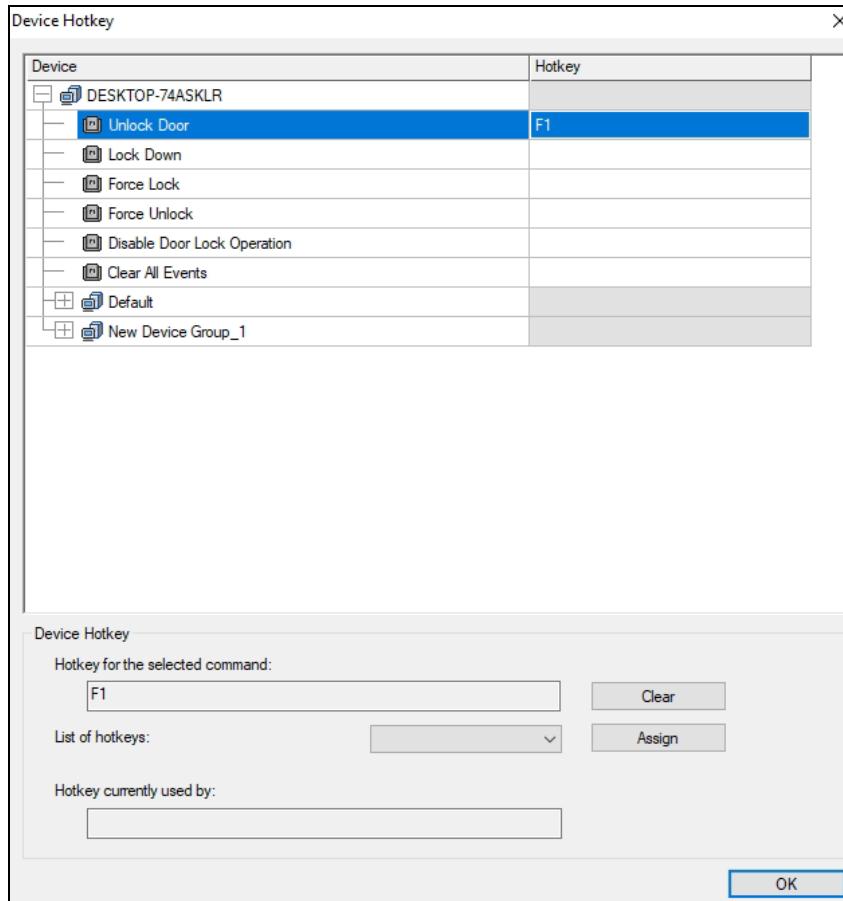 Device Hotkey
Device Hotkey
DESKTOP-74ASKLR
Unlock Door F1
Lock Down
Force Lock
Force Unlock
Disable Door Lock Operation
Clear All Events
Default
New Device Group_1
Device Hotkey
Hotkey for the selected command:
F1 Clear
List of hotkeys: Assign
Hotkey currently used by:
OK